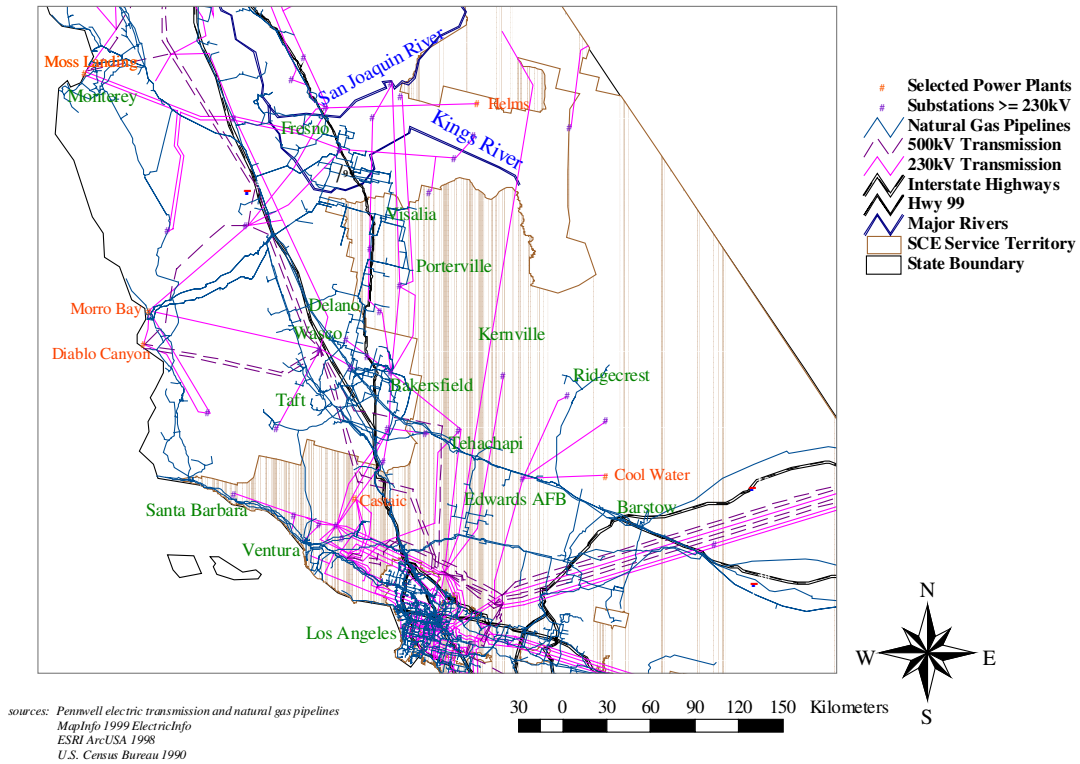 Moss Landing
Monterey
San Joaquin River
Helms
Fresno
Kings River
Visalia
Porterville
Morro Bay
Delano
Wasco
Kernville
Diablo Canyon
Ridgecrest
Bakersfield
Taft
Tehachapi
Cool Water
Castaic
Edwards AFB
Barstow
Santa Barbara
Ventura
Los Angeles
Selected Power Plants
Substations >= 230kV
Natural Gas Pipelines
500kV Transmission
230kV Transmission
Interstate Highways
Hwy 99
Major Rivers
SCE Service Territory
State Boundary
N
W
E
S
30 0 30 60 90 120 150 Kilometers
sources: Pennwell electric transmission and natural gas pipelines
MapInfo 1999 ElectricInfo
ESRI ArcUSA 1998
U.S. Census Bureau 1990